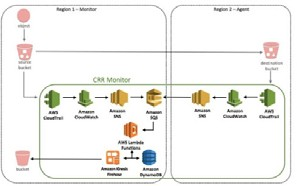 Region 1 – Monitor
Region 2 – Agent
object
source
bucket
destination
bucket
CRR Monitor
AWS
CloudTrail
Amazon
CloudWatch
Amazon
SNS
Amazon
SQS
Amazon
SNS
Amazon
CloudWatch
AWS
CloudTrail
AWS Lambda
Functions
bucket
Amazon Kinesis
Firehose
Amazon
DynamoDB